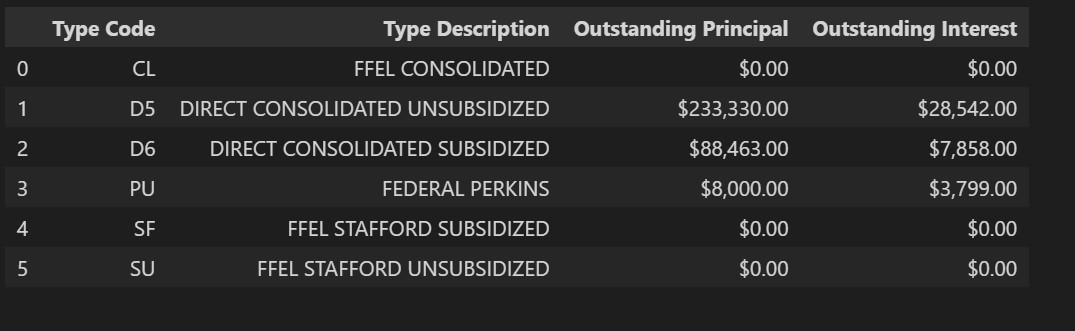 Type Code Type Description Outstanding Principal Outstanding Interest
0 CL FFEL CONSOLIDATED $0.00 $0.00
1 D5 DIRECT CONSOLIDATED UNSUBSIDIZED $233,330.00 $28,542.00
2 D6 DIRECT CONSOLIDATED SUBSIDIZED $88,463.00 $7,858.00
3 PU FEDERAL PERKINS $8,000.00 $3,799.00
4 SF FFEL STAFFORD SUBSIDIZED $0.00 $0.00
5 SU FFEL STAFFORD UNSUBSIDIZED $0.00 $0.00